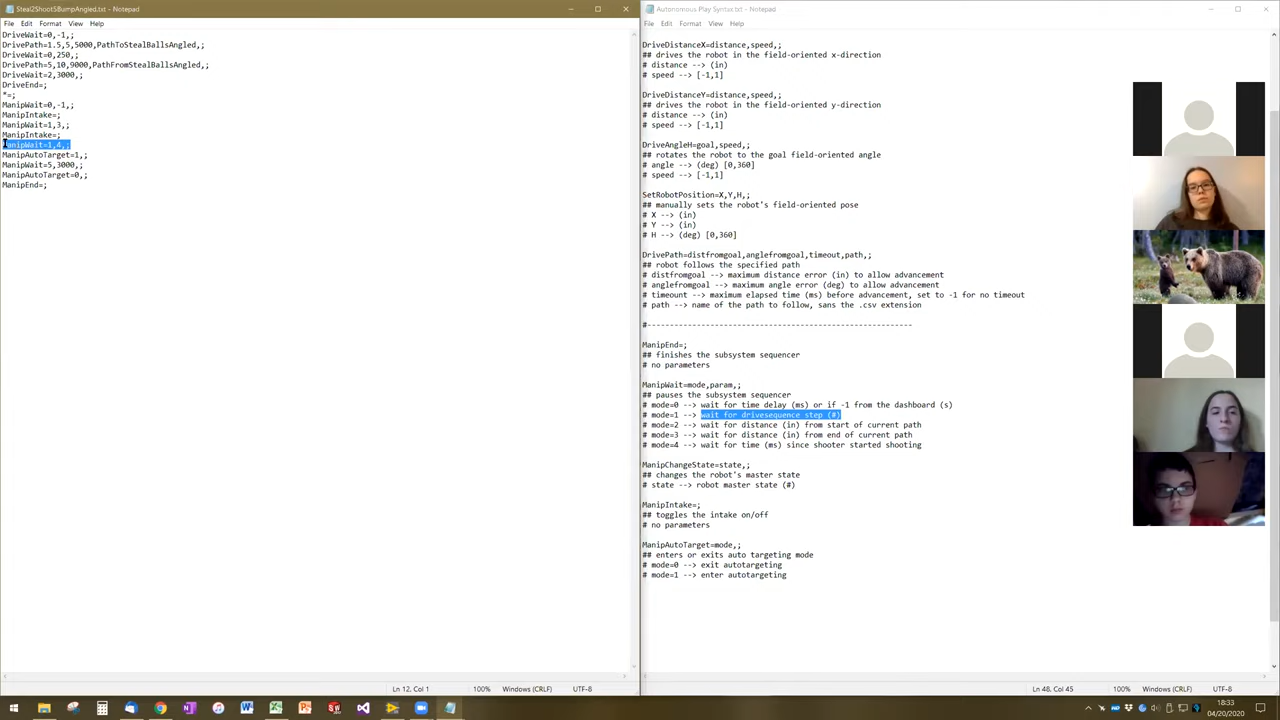 Steal2Shoot5BumpAngled.txt - Notepad
File Edit Format View Help
DriveWait=0,-1,;
DrivePath=1.5,5,5000,PathToStealBallsAngled,;
DriveWait=0,250,;
DrivePath=5,10,9000,PathFromStealBallsAngled,;
DriveWait=2,3000,;
DriveEnd=;
*=;
ManipWait=0,-1,;
ManipIntake=;
ManipWait=1,3,;
ManipIntake=;
ManipWait=1,4,;
ManipAutoTarget=1,;
ManipWait=5,3000,;
ManipAutoTarget=0,;
ManipEnd=;
Ln 12, Col 1 100% Windows (CRLF) UTF-8
Autonomous Play Syntax.txt - Notepad
File Edit Format View Help
DriveDistanceX=distance,speed,;
## drives the robot in the field-oriented x-direction
# distance --> (in)
# speed --> [-1,1]
DriveDistanceY=distance,speed,;
## drives the robot in the field-oriented y-direction
# distance --> (in)
# speed --> [-1,1]
DriveAngleH=goal,speed,;
## rotates the robot to the goal field-oriented angle
# angle --> (deg) [0,360]
# speed --> [-1,1]
SetRobotPosition=X,Y,H,;
## manually sets the robot's field-oriented pose
# X --> (in)
# Y --> (in)
# H --> (deg) [0,360]
DrivePath=distfromgoal,anglefromgoal,timeout,path,;
## robot follows the specified path
# distfromgoal --> maximum distance error (in) to allow advancement
# anglefromgoal --> maximum angle error (deg) to allow advancement
# timeount --> maximum elapsed time (ms) before advancement, set to -1 for no timeout
# path --> name of the path to follow, sans the .csv extension
#----------------------------------------------------------
ManipEnd=;
## finishes the subsystem sequencer
# no parameters
ManipWait=mode,param,;
## pauses the subsystem sequencer
# mode=0 --> wait for time delay (ms) or if -1 from the dashboard (s)
# mode=1 --> wait for drivesequence step (#)
# mode=2 --> wait for distance (in) from start of current path
# mode=3 --> wait for distance (in) from end of current path
# mode=4 --> wait for time (ms) since shooter started shooting
ManipChangeState=state,;
## changes the robot's master state
# state --> robot master state (#)
ManipIntake=;
## toggles the intake on/off
# no parameters
ManipAutoTarget=mode,;
## enters or exits auto targeting mode
# mode=0 --> exit autotargeting
# mode=1 --> enter autotargeting
Ln 48, Col 45 100% Windows (CRLF) UTF-8
18:33
04/20/2020